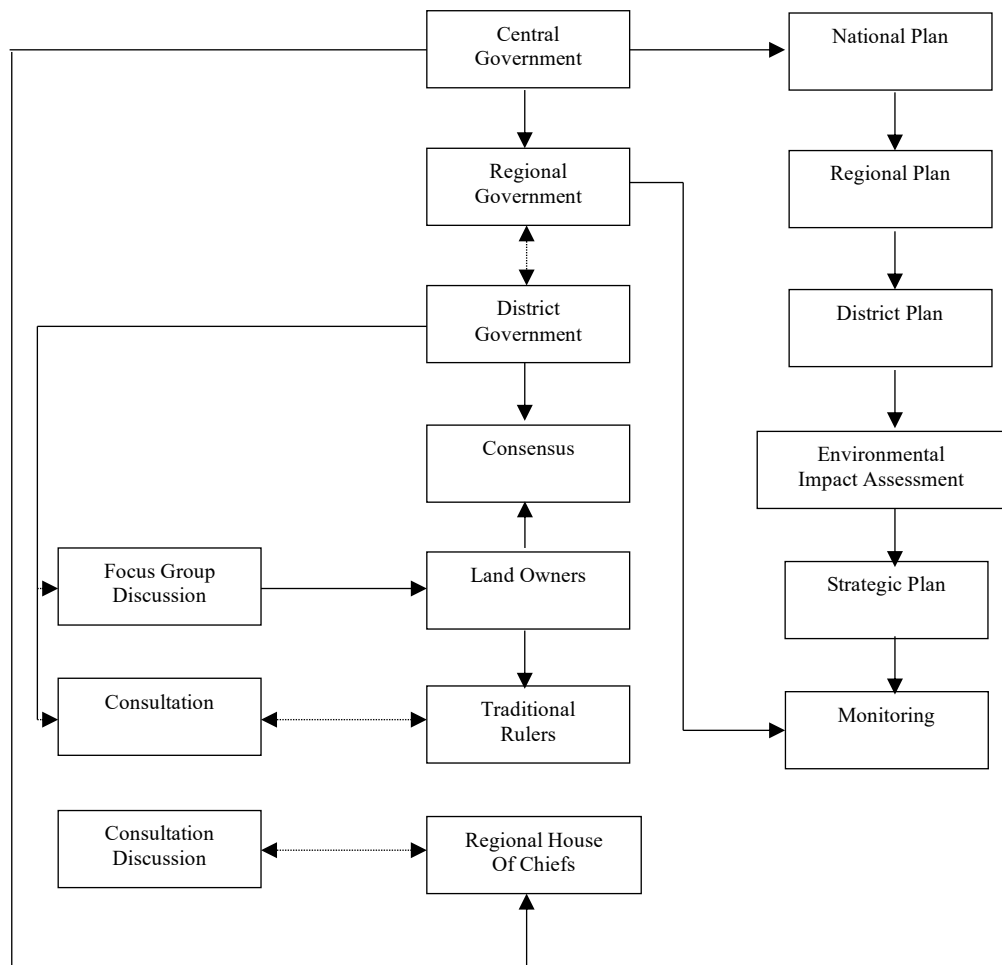 Central
Government
National Plan
Regional
Government
Regional Plan
District
Government
District Plan
Consensus
Environmental
Impact Assessment
Focus Group
Discussion
Land Owners
Strategic Plan
Consultation
Traditional
Rulers
Monitoring
Consultation
Discussion
Regional House
Of Chiefs